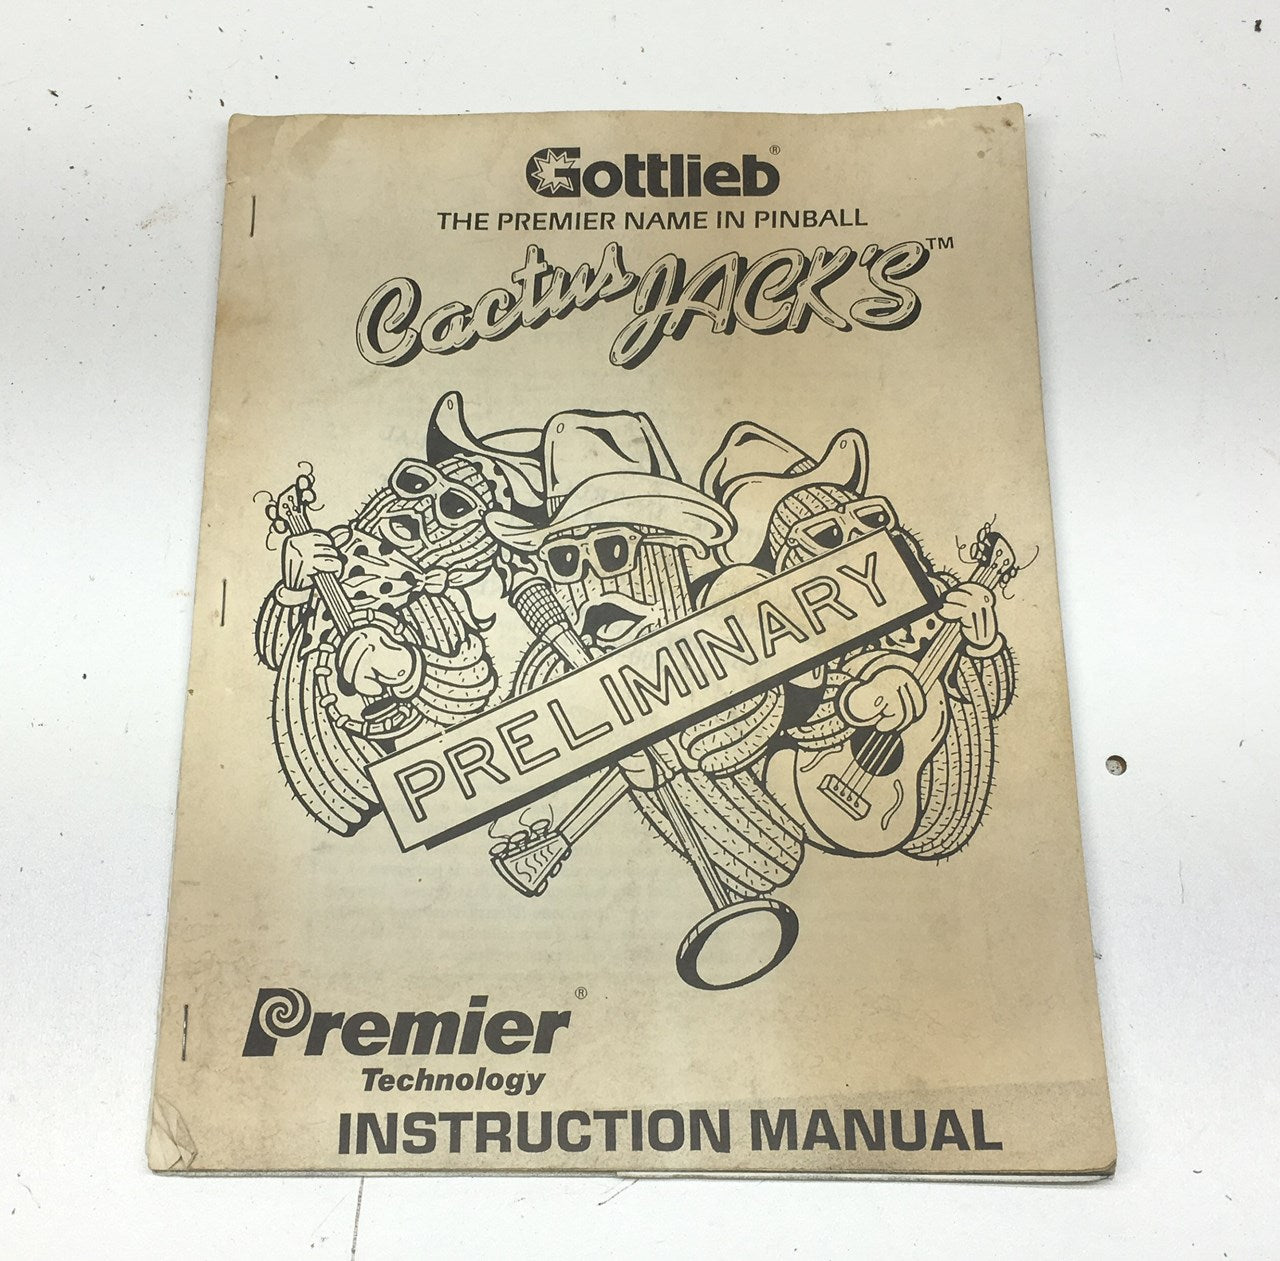 Gottlieb®
THE PREMIER NAME IN PINBALL
Cactus JACK'S™
PRELIMINARY
Premier®
Technology
INSTRUCTION MANUAL